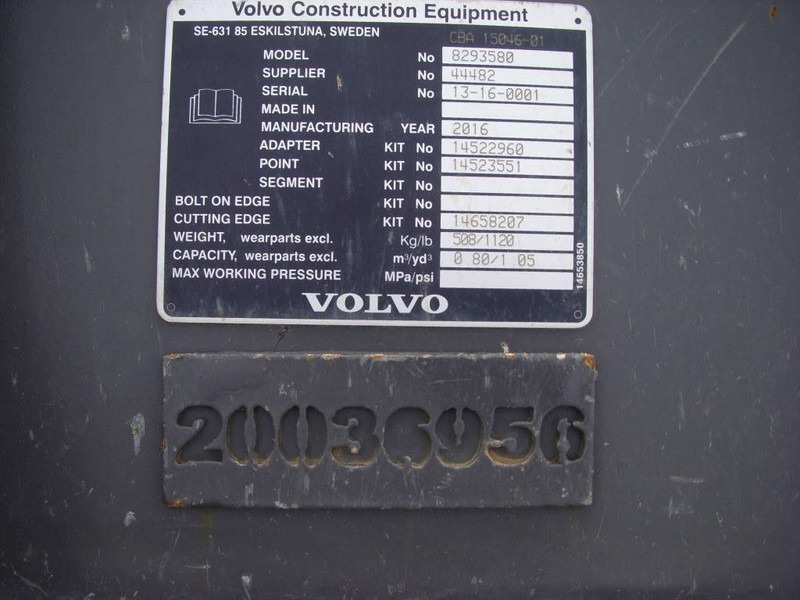 Volvo Construction Equipment
SE-631 85 ESKILSTUNA, SWEDEN CBA 15046-01
MODEL No 8293580
SUPPLIER No 44482
SERIAL No 13-16-0001
MADE IN
MANUFACTURING YEAR 2016
ADAPTER KIT No 14522960
POINT KIT No 14523551
SEGMENT KIT No
BOLT ON EDGE KIT No
CUTTING EDGE KIT No 14658207
WEIGHT, wearparts excl. Kg/lb 508/1120
CAPACITY, wearparts excl. m³/yd³ 0 80/1 05
MAX WORKING PRESSURE MPa/psi
14653850
VOLVO
20036956